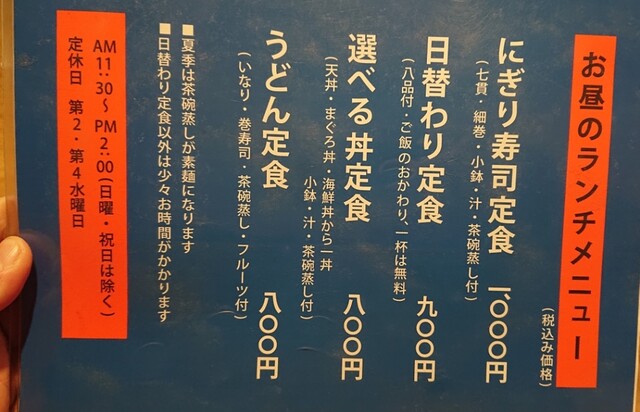 お昼のランチメニュー
(税込み価格)
にぎり寿司定食 一、〇〇〇円
(七貫・細巻・小鉢・汁・茶碗蒸し付)
日替わり定食 九〇〇円
(八品付・ご飯のおかわり、一杯は無料)
選べる丼定食 八〇〇円
(天丼・まぐろ丼・海鮮丼から一丼
小鉢・汁・茶碗蒸し付)
うどん定食 八〇〇円
(いなり・巻寿司・茶碗蒸し・フルーツ付)
■夏季は茶碗蒸しが素麺になります
■日替わり定食以外は少々お時間がかかります
AM11:30〜PM2:00(日曜・祝日は除く)
定休日 第2・第4水曜日